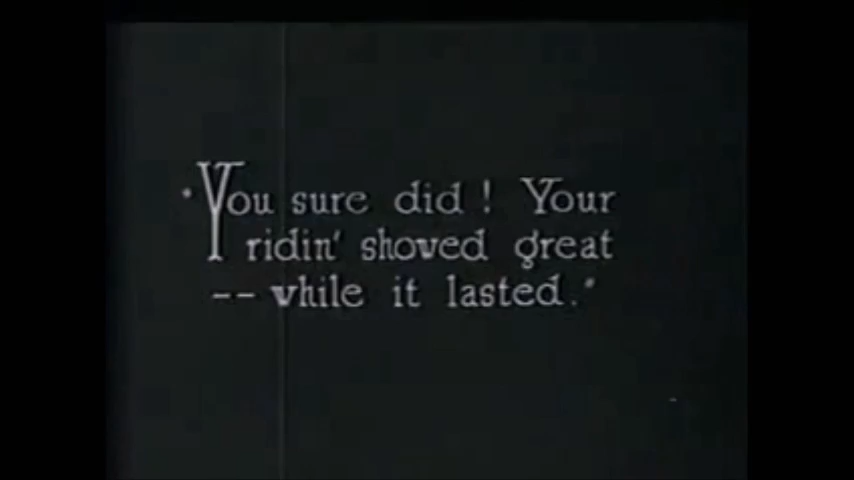 "You sure did! Your
ridin' showed great
-- while it lasted."